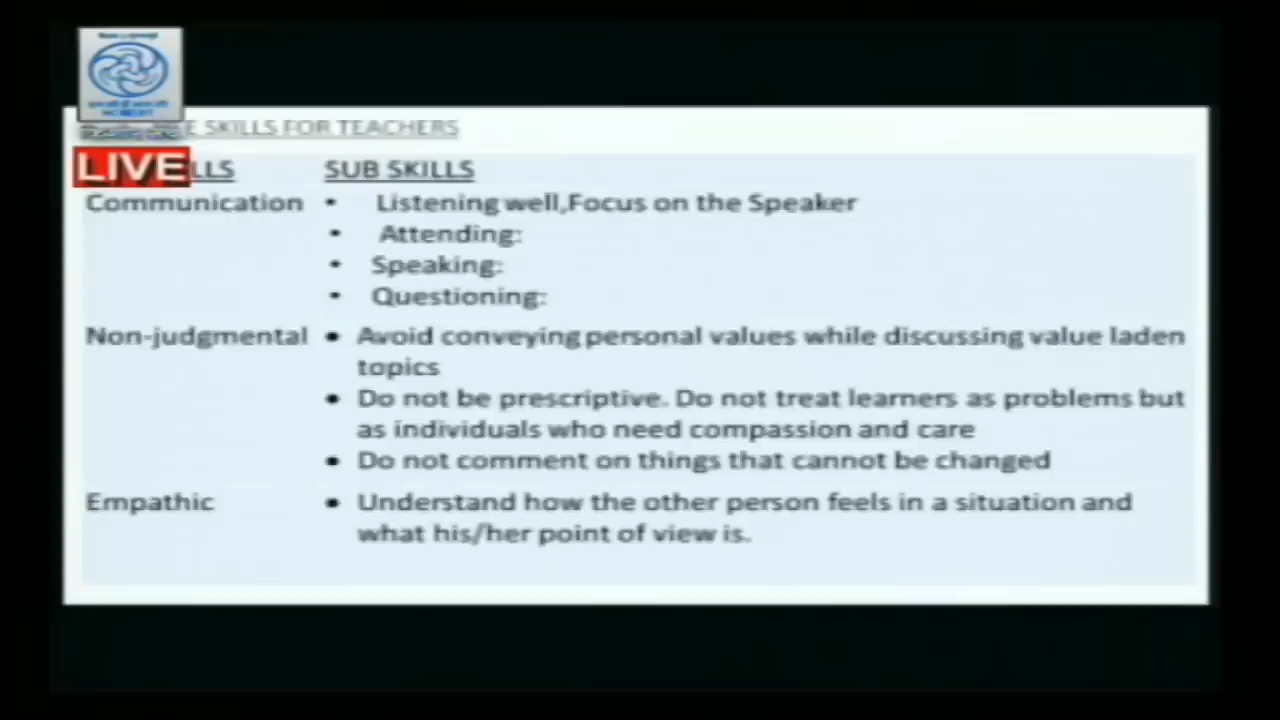 E SKILLS FOR TEACHERS
LIVE
LLS SUB SKILLS
Communication • Listening well,Focus on the Speaker
• Attending:
• Speaking:
• Questioning:
Non-judgmental • Avoid conveying personal values while discussing value laden
topics
• Do not be prescriptive. Do not treat learners as problems but
as individuals who need compassion and care
• Do not comment on things that cannot be changed
Empathic • Understand how the other person feels in a situation and
what his/her point of view is.